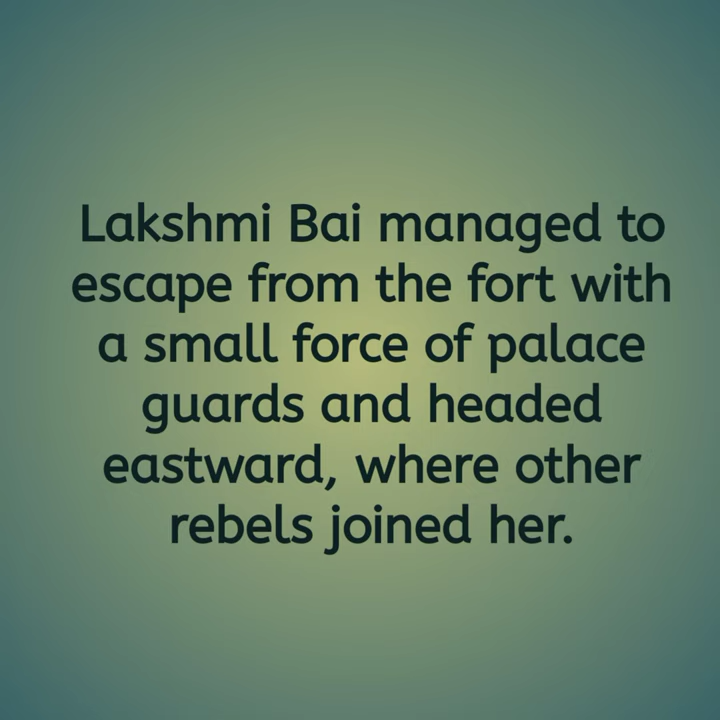 Lakshmi Bai managed to
escape from the fort with
a small force of palace
guards and headed
eastward, where other
rebels joined her.